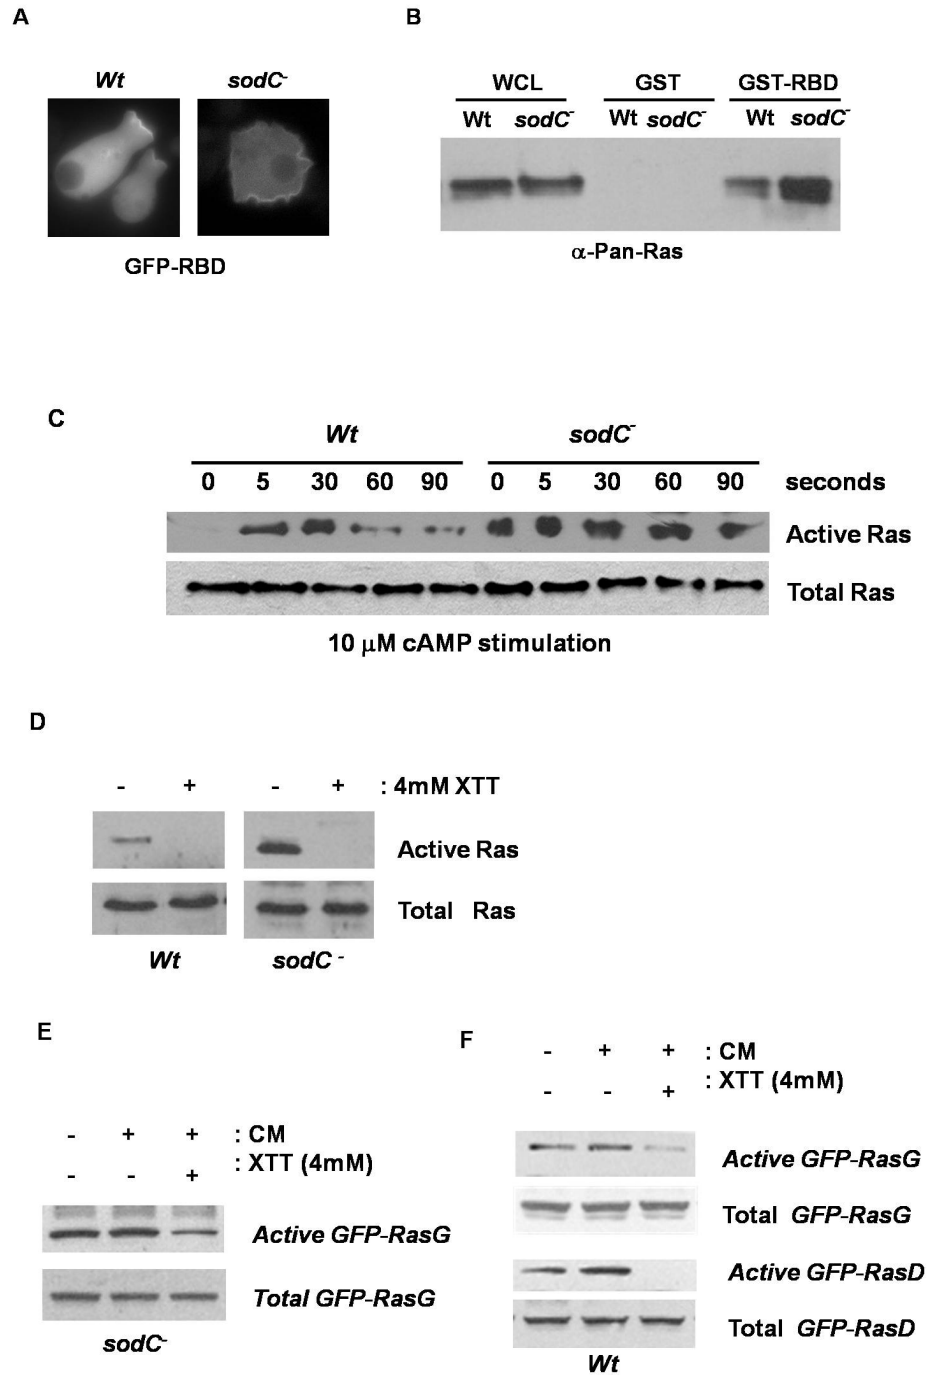 A
B
Wt sodC-
GFP-RBD
WCL GST GST-RBD
Wt sodC- Wt sodC- Wt sodC-
α-Pan-Ras
C
Wt sodC-
0 5 30 60 90 0 5 30 60 90 seconds
Active Ras
Total Ras
10 µM cAMP stimulation
D
- + - + : 4mM XTT
Active Ras
Total Ras
Wt sodC -
E
- + + : CM
- - + : XTT (4mM)
Active GFP-RasG
Total GFP-RasG
sodC-
F
- + + : CM
- - + : XTT (4mM)
Active GFP-RasG
Total GFP-RasG
Active GFP-RasD
Total GFP-RasD
Wt